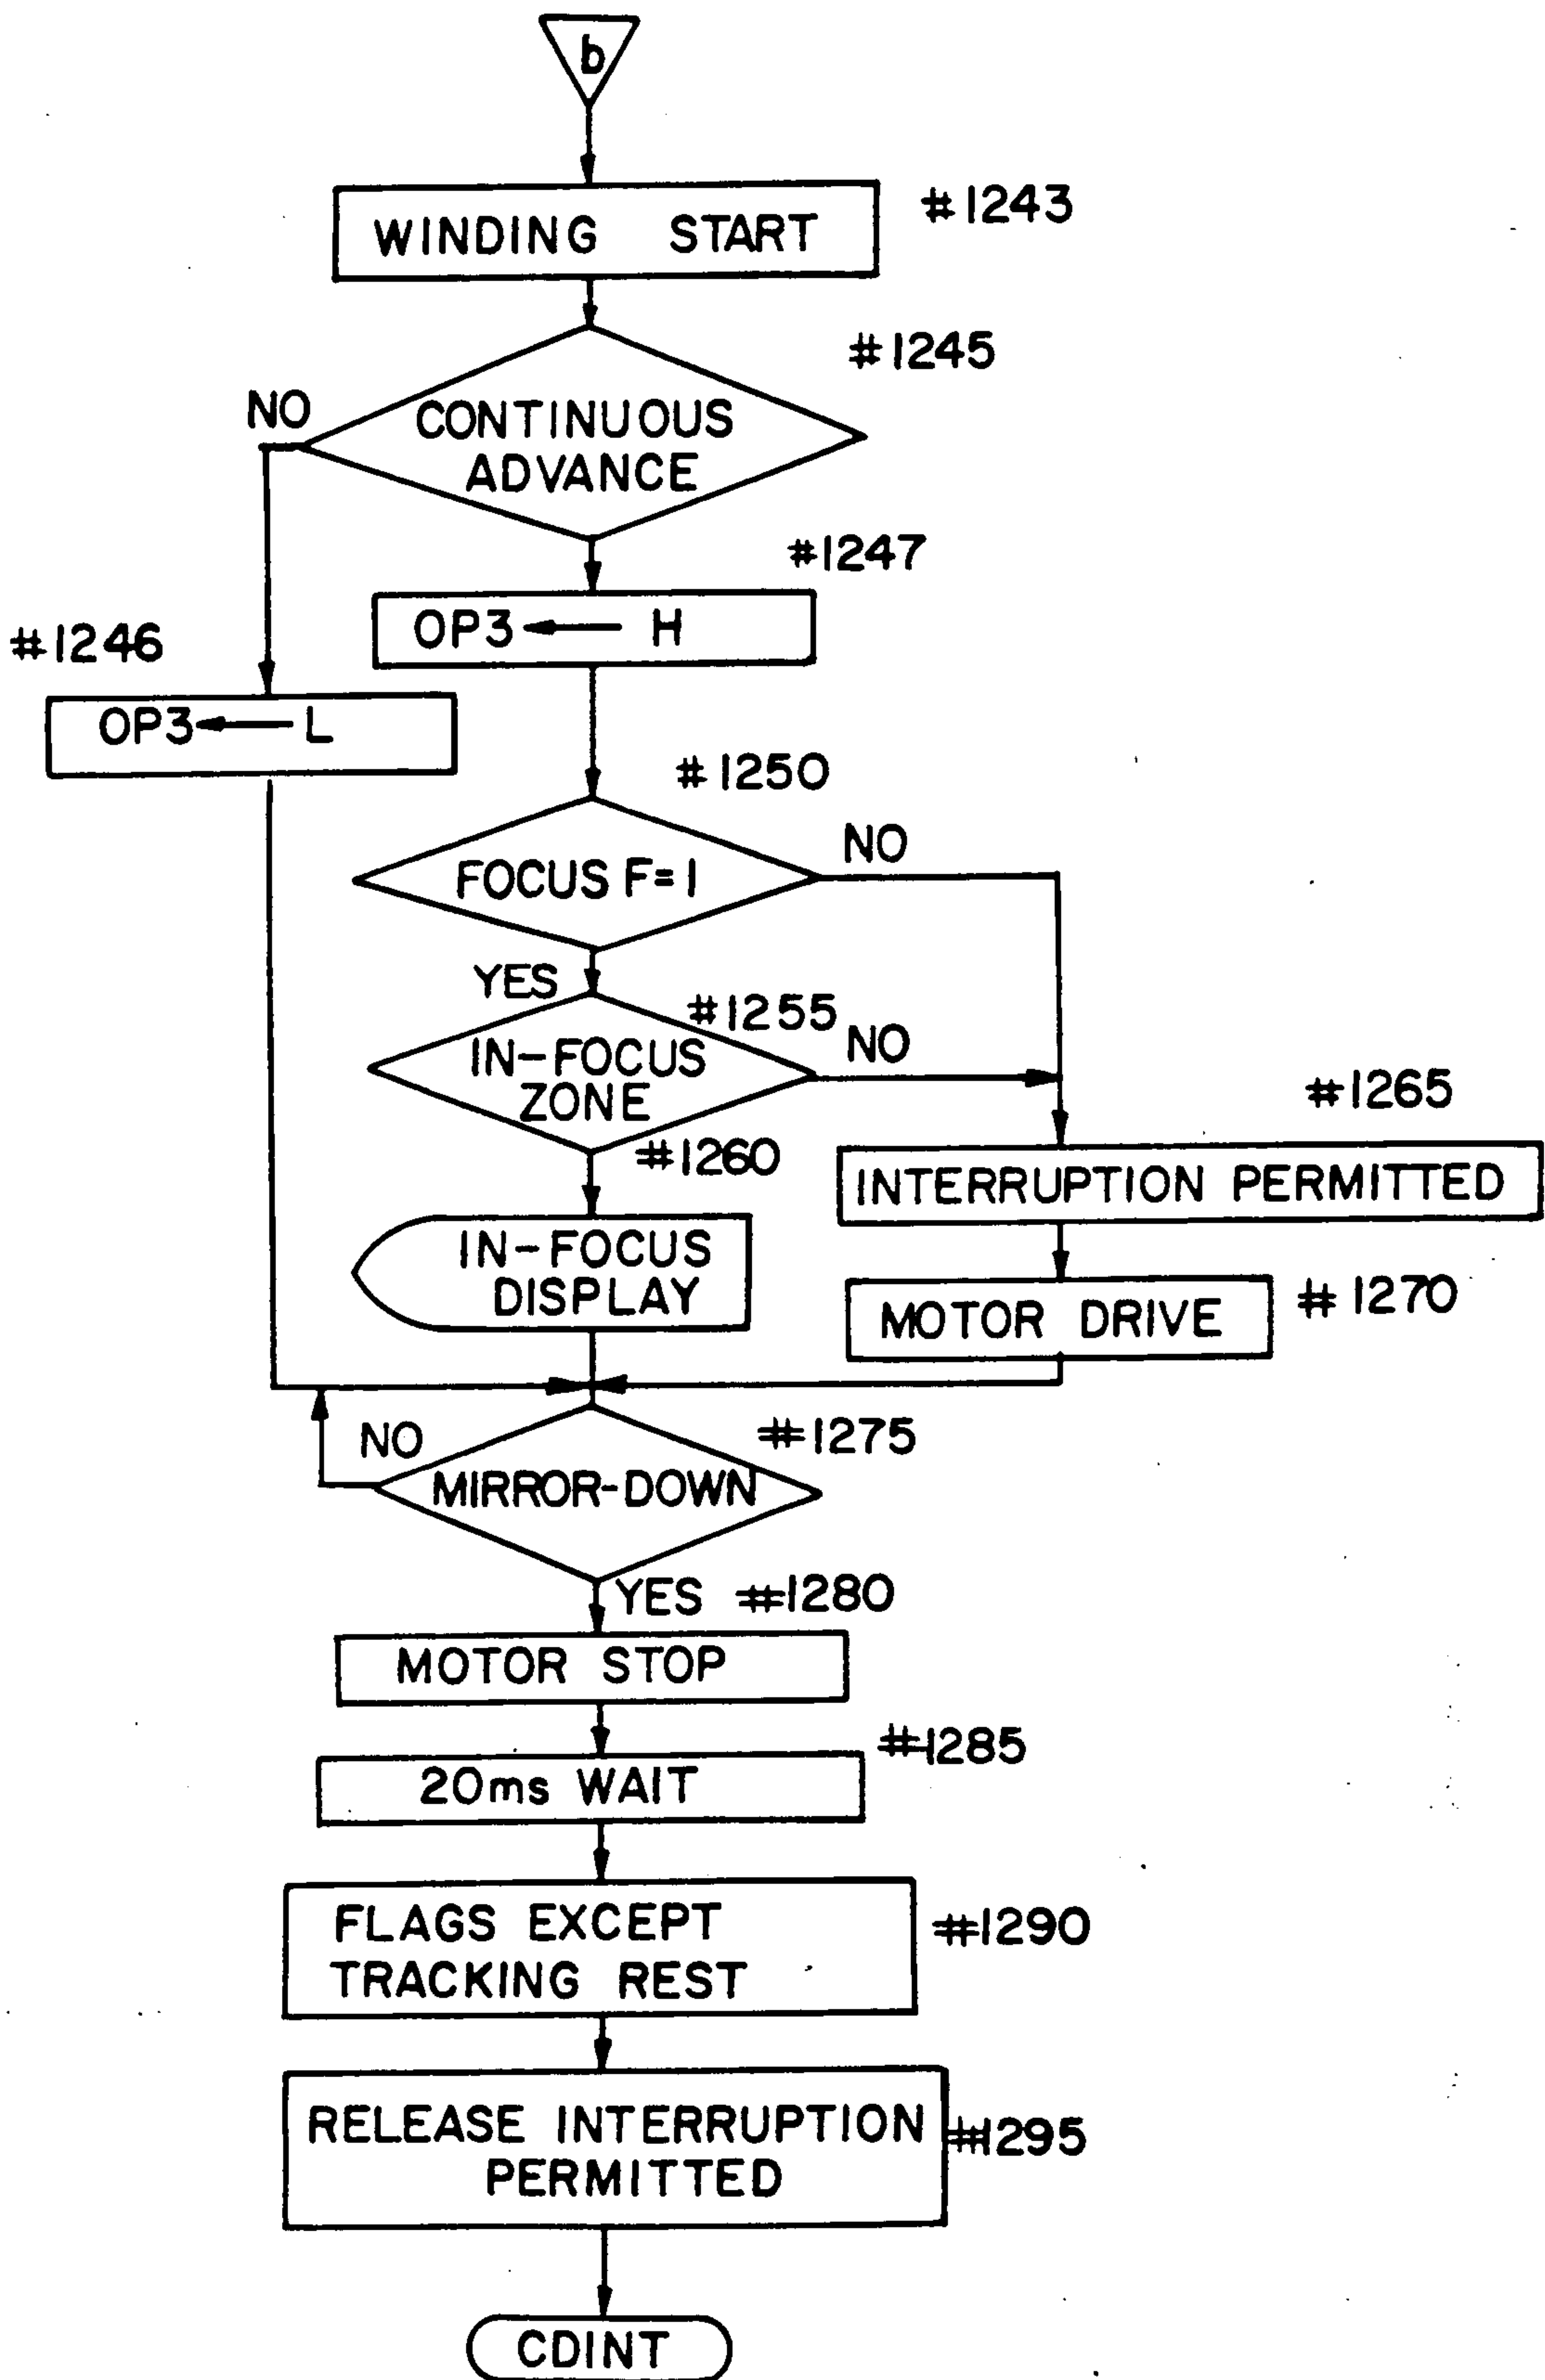 b
WINDING START
#1243
#1245
NO
CONTINUOUS
ADVANCE
#1247
OP3 ← H
#1246
OP3 ← L
#1250
NO
FOCUS F=1
YES
#1255
NO
IN-FOCUS
ZONE
#1265
#1260
INTERRUPTION PERMITTED
IN-FOCUS
DISPLAY
#1270
MOTOR DRIVE
NO
#1275
MIRROR-DOWN
YES #1280
MOTOR STOP
#1285
20ms WAIT
FLAGS EXCEPT
TRACKING REST
#1290
RELEASE INTERRUPTION
PERMITTED
#1295
CDINT